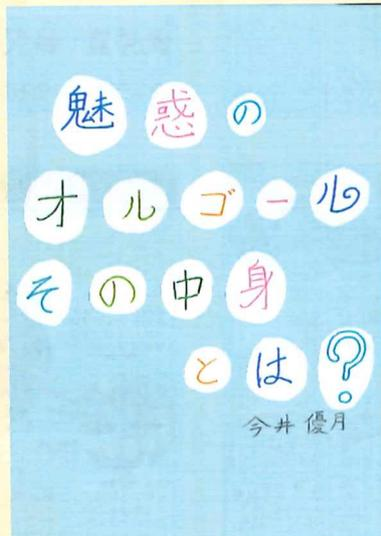 魅惑の
オルゴール
その中身
とは?
今井優月